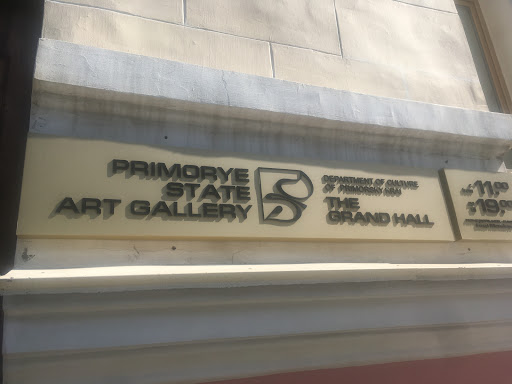 PRIMORYE
STATE
ART GALLERY
DEPARTMENT OF CULTURE
OF PRIMORSKY KRAI
THE
GRAND HALL
11.00
19.00